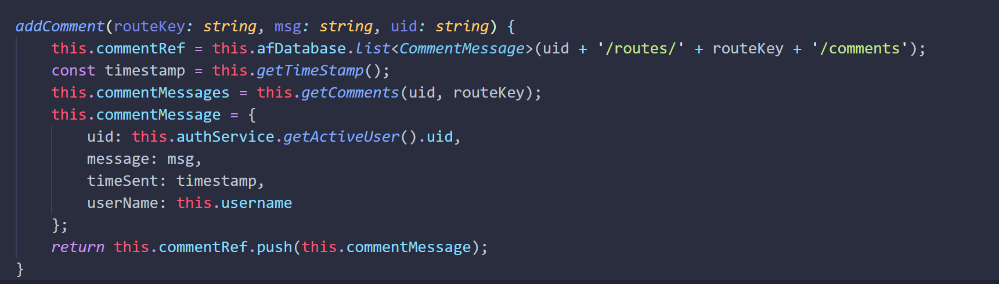 addComment(routeKey: string, msg: string, uid: string) {
    this.commentRef = this.afDatabase.list<CommentMessage>(uid + '/routes/' + routeKey + '/comments');
    const timestamp = this.getTimeStamp();
    this.commentMessages = this.getComments(uid, routeKey);
    this.commentMessage = {
        uid: this.authService.getActiveUser().uid,
        message: msg,
        timeSent: timestamp,
        userName: this.username
    };
    return this.commentRef.push(this.commentMessage);
}